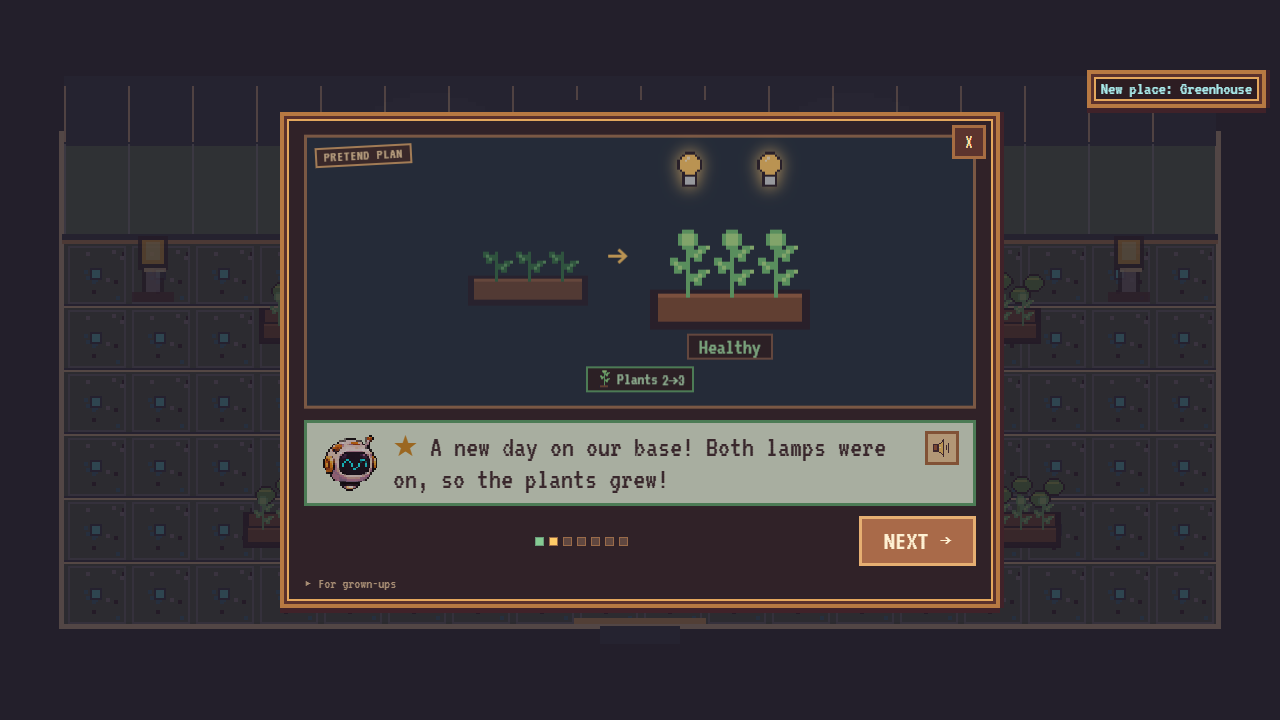 New place: Greenhouse
X
PRETEND PLAN
Healthy
Plants 2→3
★ A new day on our base! Both lamps were
on, so the plants grew!
NEXT →
▸ For grown-ups